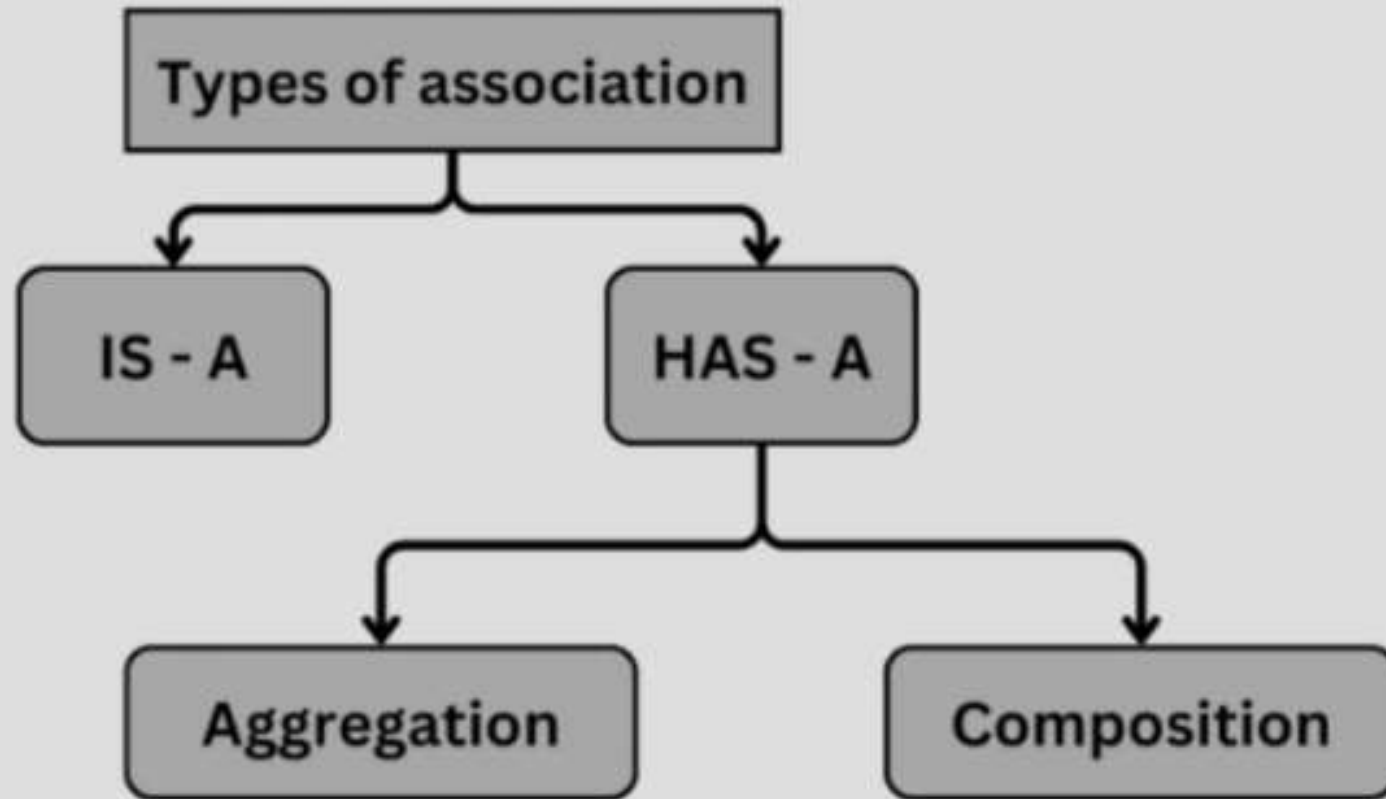 Types of association
IS - A
HAS - A
Aggregation
Composition